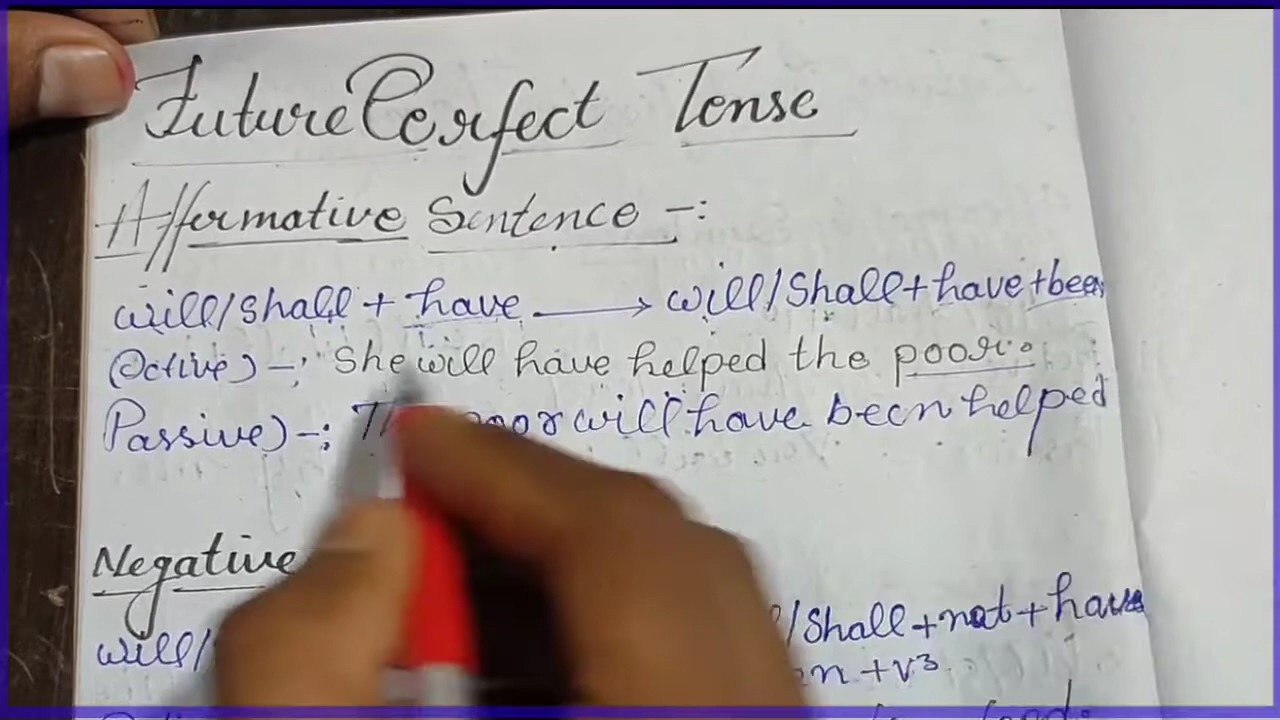 Future Perfect Tense
Affermative Sentence -:
will/Shall + have → will/Shall+have+been
(Active) -: She will have helped the poor.
Passive) -: The poor will have been helped
Negative
will/ /Shall+not+have
+v3